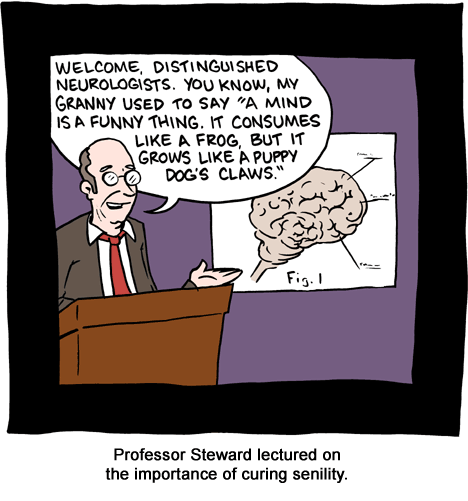 WELCOME, DISTINGUISHED
NEUROLOGISTS. YOU KNOW, MY
GRANNY USED TO SAY "A MIND
IS A FUNNY THING. IT CONSUMES
LIKE A FROG, BUT IT
GROWS LIKE A PUPPY
DOG'S CLAWS."
Fig. 1
Professor Steward lectured on
the importance of curing senility.